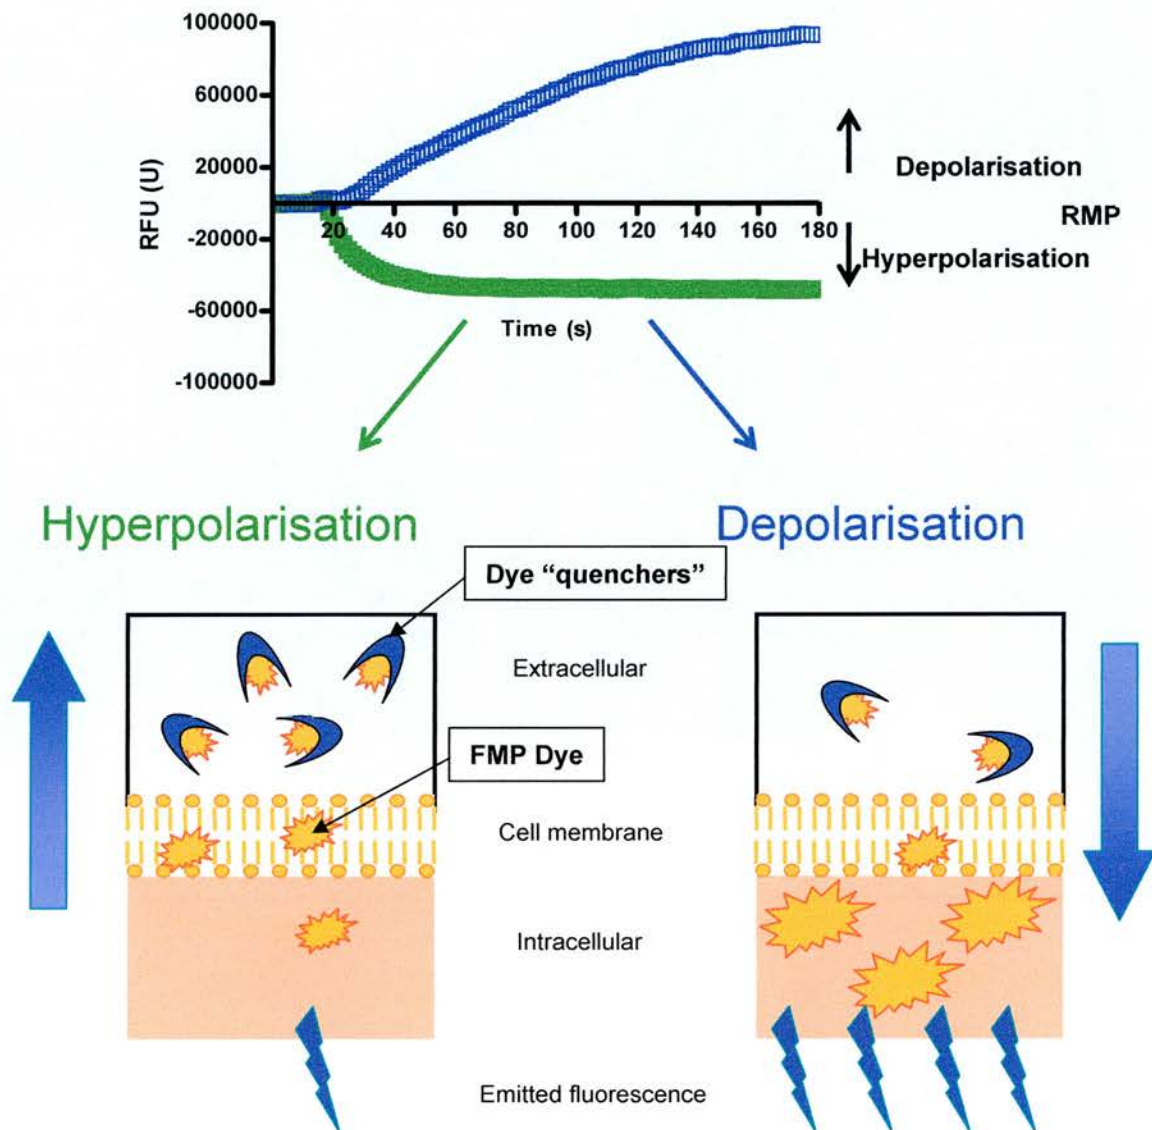 100000
60000
20000
-20000
-60000
-100000
RFU (U)
20 40 60 80 100 120 140 160 180
Time (s)
Depolarisation
RMP
Hyperpolarisation
Hyperpolarisation
Depolarisation
Dye “quenchers”
Extracellular
FMP Dye
Cell membrane
Intracellular
Emitted fluorescence